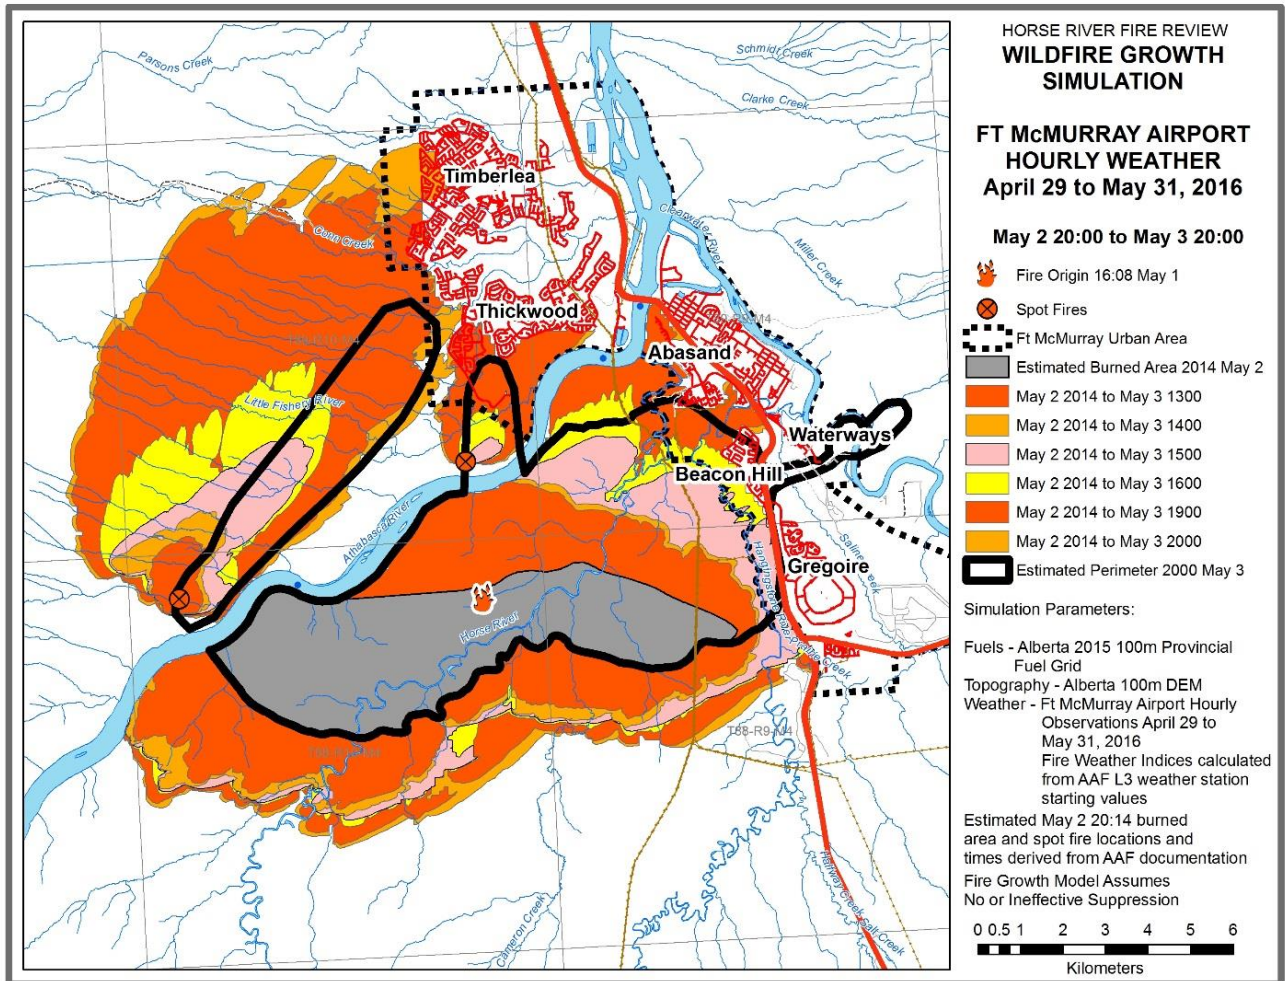 HORSE RIVER FIRE REVIEW
WILDFIRE GROWTH
SIMULATION
FT McMURRAY AIRPORT
HOURLY WEATHER
April 29 to May 31, 2016
May 2 20:00 to May 3 20:00
Fire Origin 16:08 May 1
Spot Fires
Ft McMurray Urban Area
Estimated Burned Area 2014 May 2
May 2 2014 to May 3 1300
May 2 2014 to May 3 1400
May 2 2014 to May 3 1500
May 2 2014 to May 3 1600
May 2 2014 to May 3 1900
May 2 2014 to May 3 2000
Estimated Perimeter 2000 May 3
Simulation Parameters:
Fuels - Alberta 2015 100m Provincial
Fuel Grid
Topography - Alberta 100m DEM
Weather - Ft McMurray Airport Hourly
Observations April 29 to
May 31, 2016
Fire Weather Indices calculated
from AAF L3 weather station
starting values
Estimated May 2 20:14 burned
area and spot fire locations and
times derived from AAF documentation
Fire Growth Model Assumes
No or Ineffective Suppression
0 0.5 1 2 3 4 5 6
Kilometers
Parsons Creek
Schmidt Creek
Clarke Creek
Timberlea
Conn Creek
Clearwater River
Miller Creek
Thickwood
Abasand
Little Fishery River
Waterways
Beacon Hill
Athabasca River
Saline Creek
Gregoire
Hangingstone River
Horse River
Prairie Creek
T88-R9-M4
Halfway Creek
Salt Creek
Cameron Creek